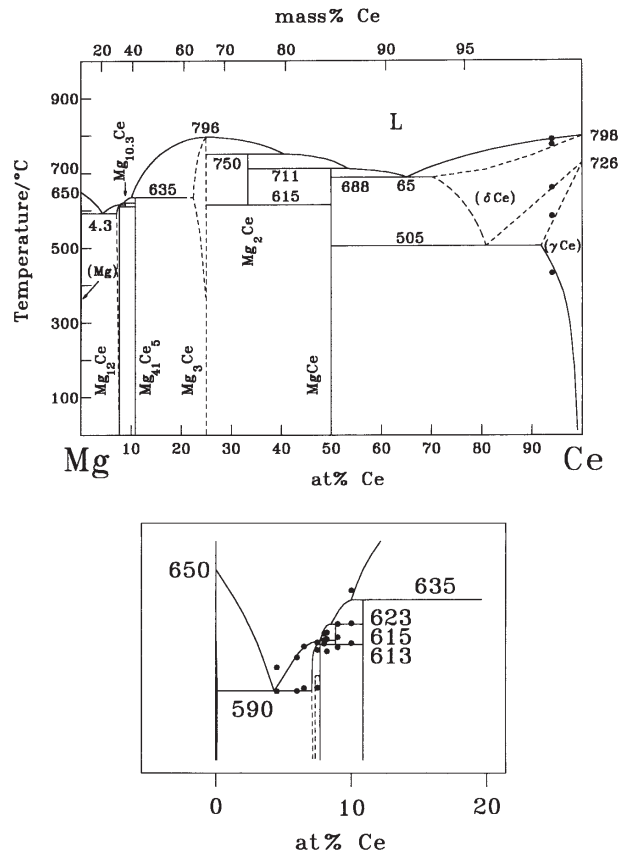 mass% Ce
20 40 60 70 80 90 95
900
700
650
500
300
100
Temperature/°C
L
796
798
726
750
711
635
615
688
65
505
4.3
(Mg)
(δCe)
(γCe)
Mg12Ce
Mg10.3Ce
Mg41Ce5
Mg3Ce
Mg2Ce
MgCe
Mg 10 20 30 40 50 60 70 80 90 Ce
at% Ce
650
635
623
615
613
590
0 10 20
at% Ce